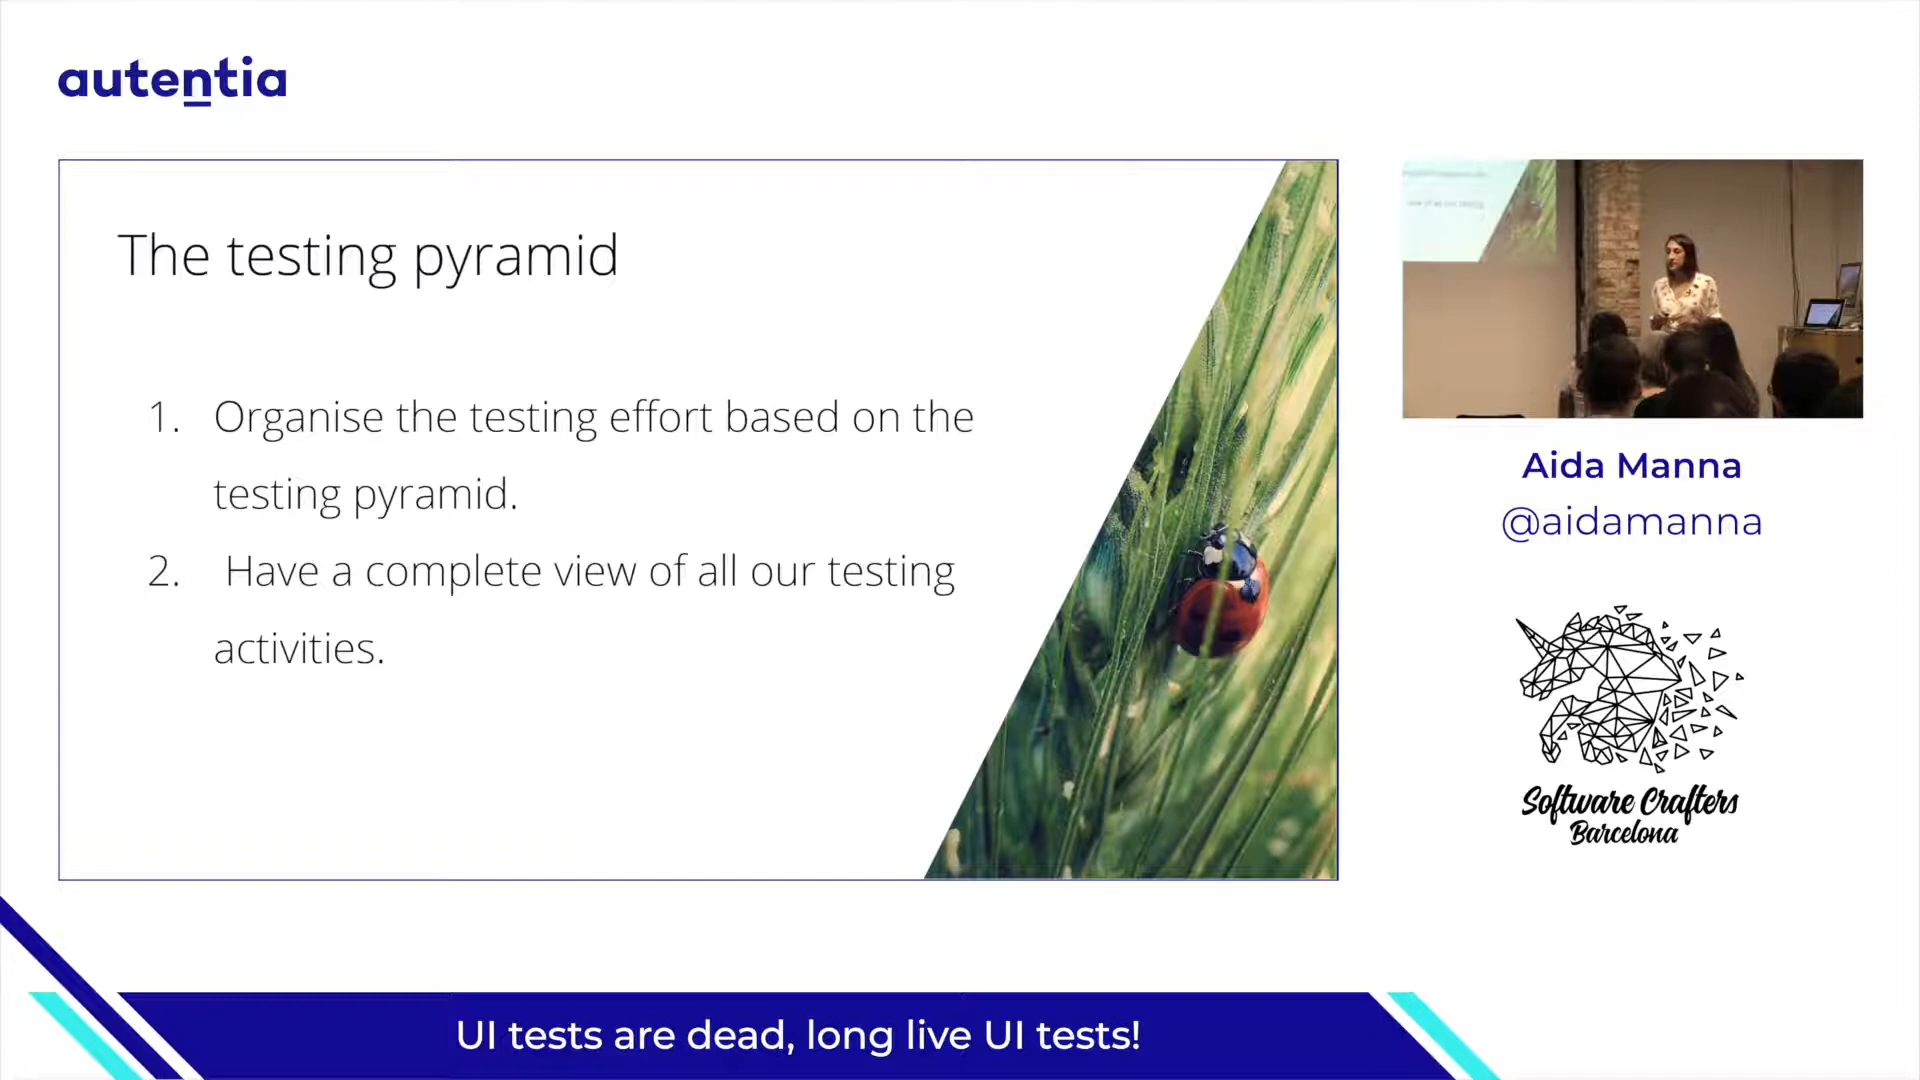 autentia
The testing pyramid
1. Organise the testing effort based on the
testing pyramid.
2. Have a complete view of all our testing
activities.
Aida Manna
@aidamanna
Software Crafters
Barcelona
UI tests are dead, long live UI tests!